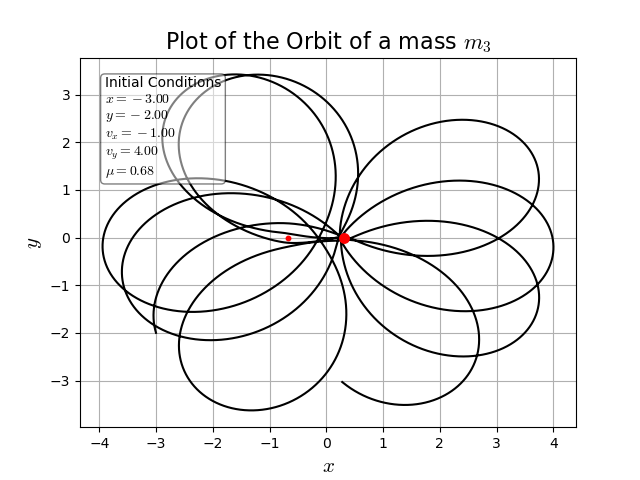 Plot of the Orbit of a mass m₃
Initial Conditions
x = −3.00
y = −2.00
vₓ = −1.00
v_y = 4.00
μ = 0.68
3
2
1
0
−1
−2
−3
y
−4 −3 −2 −1 0 1 2 3 4
x